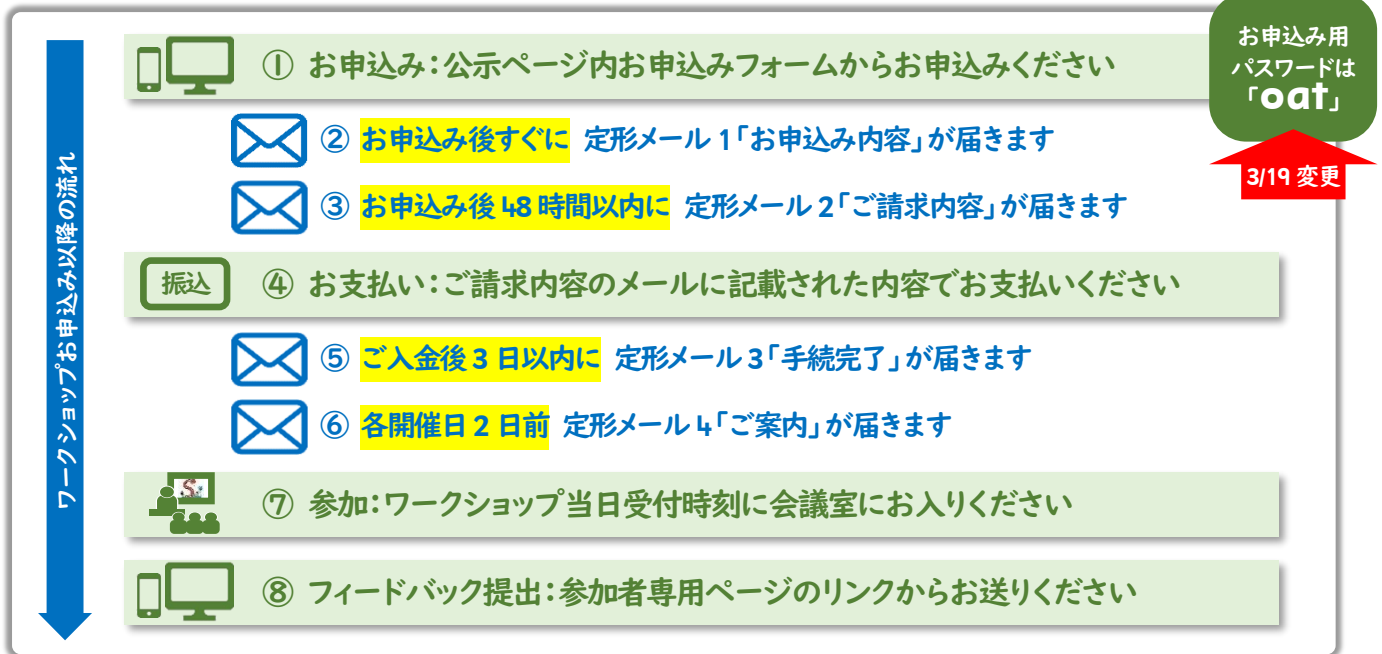 ワークショップお申込み以降の流れ
お申込み用
パスワードは
「oat」
3/19 変更
① お申込み：公示ページ内お申込みフォームからお申込みください
② お申込み後すぐに 定形メール 1「お申込み内容」が届きます
③ お申込み後 48 時間以内に 定形メール 2「ご請求内容」が届きます
振込 ④ お支払い：ご請求内容のメールに記載された内容でお支払いください
⑤ ご入金後 3 日以内に 定形メール 3「手続完了」が届きます
⑥ 各開催日 2 日前 定形メール 4「ご案内」が届きます
⑦ 参加：ワークショップ当日受付時刻に会議室にお入りください
⑧ フィードバック提出：参加者専用ページのリンクからお送りください